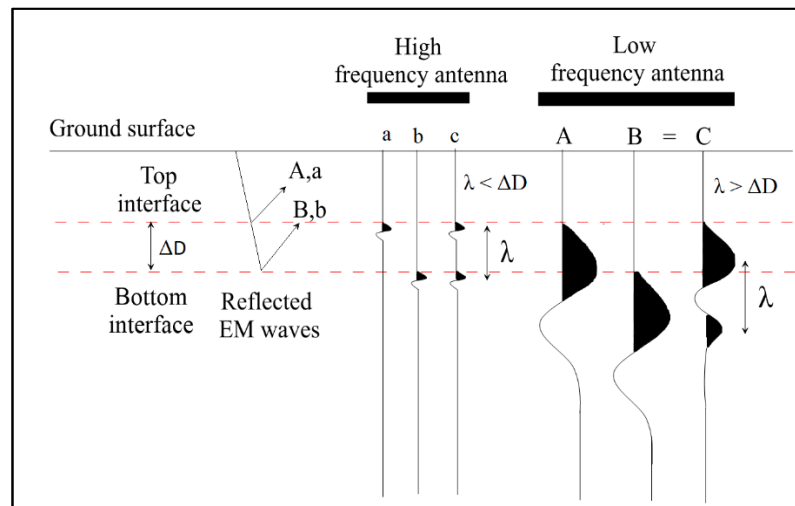 High
frequency antenna
Low
frequency antenna
Ground surface
a b c
A B = C
Top
interface
A,a
B,b
λ < ΔD
λ > ΔD
ΔD
λ
λ
Bottom
interface
Reflected
EM waves